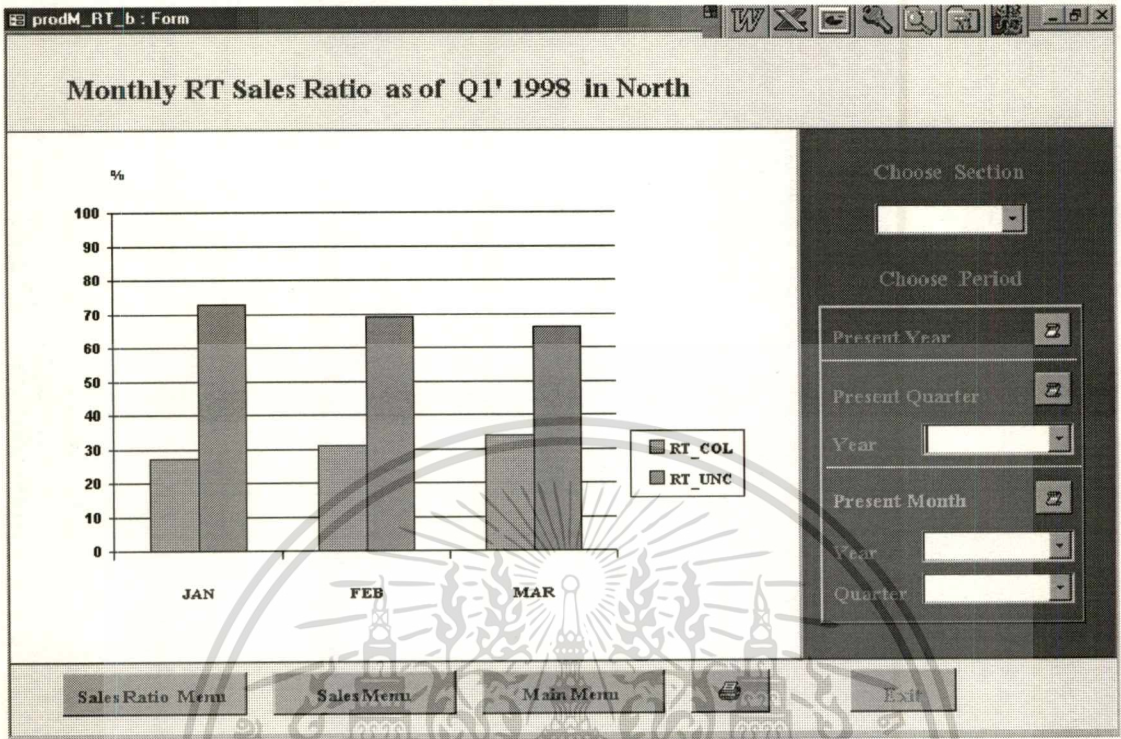 prodM_RT_b : Form
Monthly RT Sales Ratio as of Q1' 1998 in North
%
100
90
80
70
60
50
40
30
20
10
0
JAN FEB MAR
RT_COL
RT_UNC
Choose Section
Choose Period
Present Year
Present Quarter
Year
Present Month
Year
Quarter
Sales Ratio Menu Sales Menu Main Menu Exit